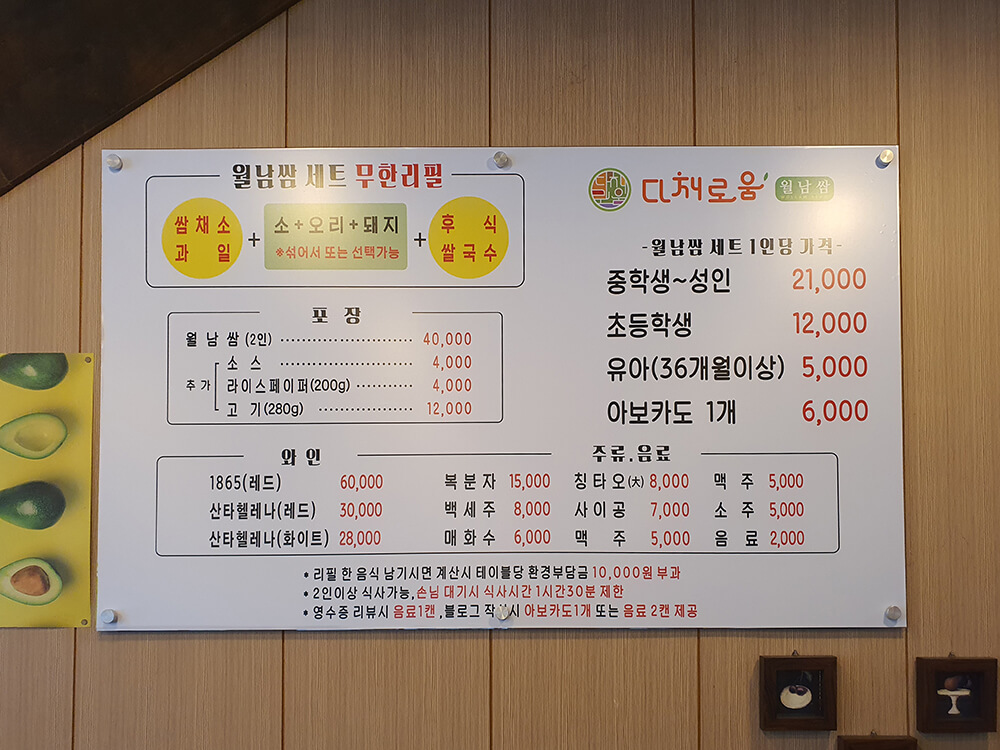 월남쌈 세트 무한리필
쌈채소
과일
+
소+오리+돼지
※섞어서 또는 선택가능
+
후식
쌀국수
다채로움 월남쌈
-월남쌈 세트 1인당 가격-
중학생~성인 21,000
초등학생 12,000
유아(36개월이상) 5,000
아보카도 1개 6,000
포장
월남쌈(2인) 40,000
추가
소스 4,000
라이스페이퍼(200g) 4,000
고기(280g) 12,000
와인
1865(레드) 60,000
산타헬레나(레드) 30,000
산타헬레나(화이트) 28,000
주류.음료
복분자 15,000 칭타오(大) 8,000 맥주 5,000
백세주 8,000 사이공 7,000 소주 5,000
매화수 6,000 맥주 5,000 음료 2,000
* 리필 한 음식 남기시면 계산시 테이블당 환경부담금 10,000원 부과
* 2인이상 식사가능,손님 대기시 식사시간 1시간30분 제한
* 영수증 리뷰시 음료1캔 ,블로그 작 시 아보카도1개 또는 음료 2캔 제공